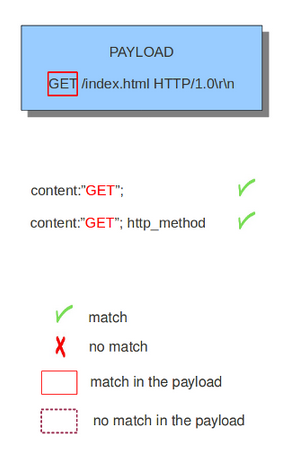 PAYLOAD
GET /index.html HTTP/1.0\r\n
content:”GET”;
content:”GET”; http_method
match
no match
match in the payload
no match in the payload